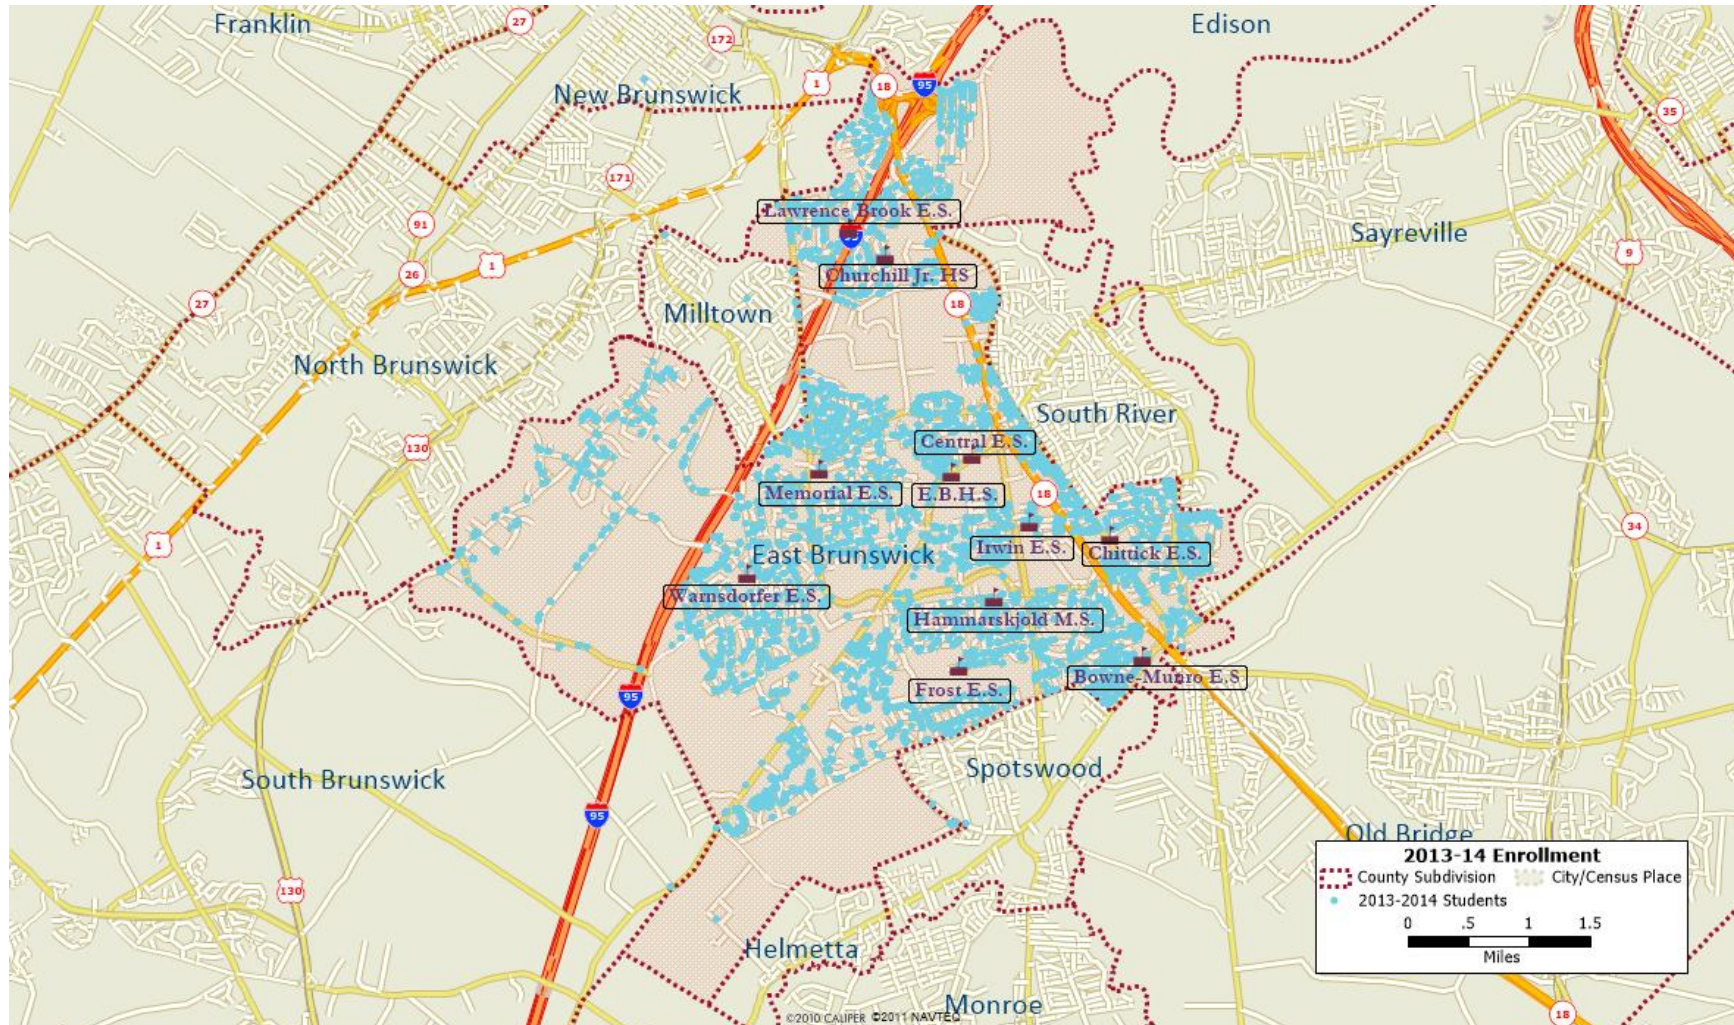 Franklin
27
172
Edison
1
18
95
New Brunswick
35
171
Lawrence Brook E.S.
91
Sayreville
1
9
26
Churchill Jr. HS
27
18
Milltown
North Brunswick
South River
Central E.S.
130
Memorial E.S.
E.B.H.S.
18
34
1
Irwin E.S.
Chittick E.S.
East Brunswick
Warnsdorfer E.S.
Hammarskjold M.S.
Bowne-Munro E.S
Frost E.S.
95
South Brunswick
Spotswood
95
Old Bridge
130
2013-14 Enrollment
County Subdivision
City/Census Place
2013-2014 Students
0 .5 1 1.5
Miles
Helmetta
Monroe
18
©2010 CALIPER ©2011 NAVTEQ